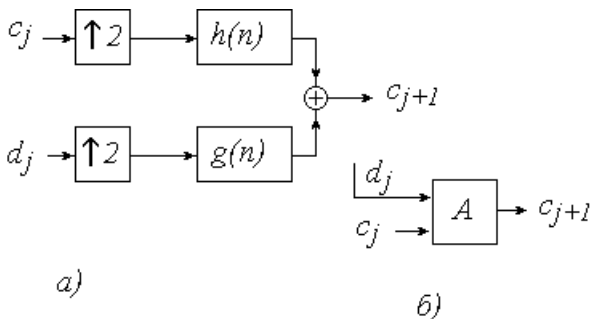 c_j ↑2 h(n)
+ c_{j+1}
d_j ↑2 g(n)
d_j
c_j A c_{j+1}
а)
б)